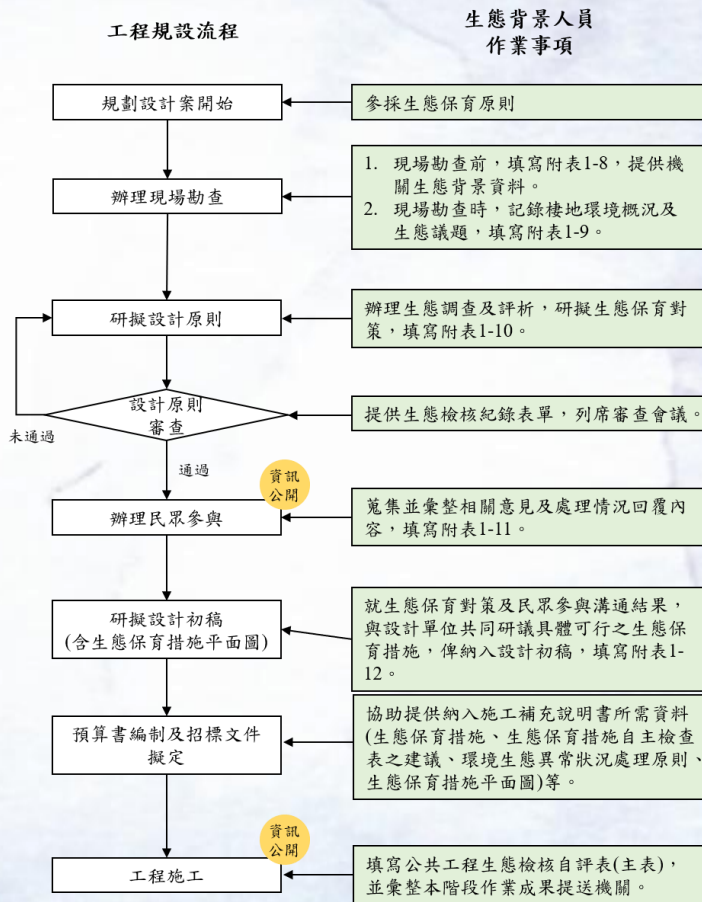 工程規設流程
生態背景人員
作業事項
規劃設計案開始
參採生態保育原則
辦理現場勘查
1. 現場勘查前，填寫附表1-8，提供機
關生態背景資料。
2. 現場勘查時，記錄棲地環境概況及
生態議題，填寫附表1-9。
研擬設計原則
辦理生態調查及評析，研擬生態保育對
策，填寫附表1-10。
設計原則
審查
未通過
通過
提供生態檢核紀錄表單，列席審查會議。
資訊
公開
辦理民眾參與
蒐集並彙整相關意見及處理情況回覆內
容，填寫附表1-11。
研擬設計初稿
(含生態保育措施平面圖)
就生態保育對策及民眾參與溝通結果，
與設計單位共同研議具體可行之生態保
育措施，俾納入設計初稿，填寫附表1-
12。
預算書編制及招標文件
擬定
協助提供納入施工補充說明書所需資料
(生態保育措施、生態保育措施自主檢查
表之建議、環境生態異常狀況處理原則、
生態保育措施平面圖)等。
資訊
公開
工程施工
填寫公共工程生態檢核自評表(主表)，
並彙整本階段作業成果提送機關。